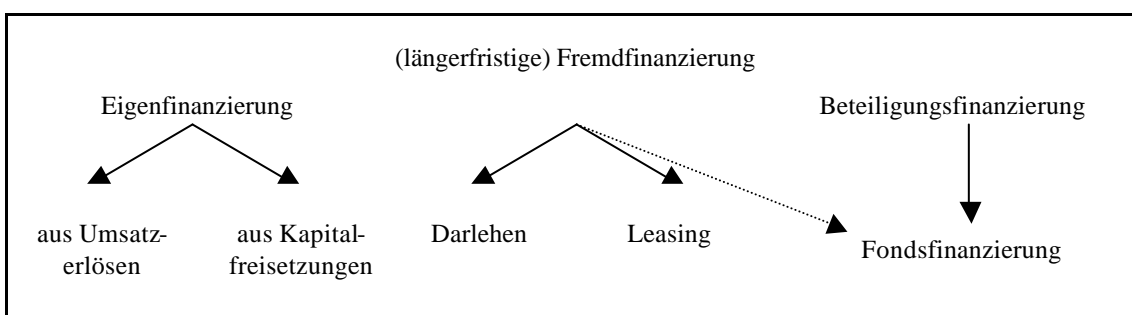 (längerfristige) Fremdfinanzierung
Eigenfinanzierung
Beteiligungsfinanzierung
aus Umsatz-
erlösen
aus Kapital-
freisetzungen
Darlehen
Leasing
Fondsfinanzierung